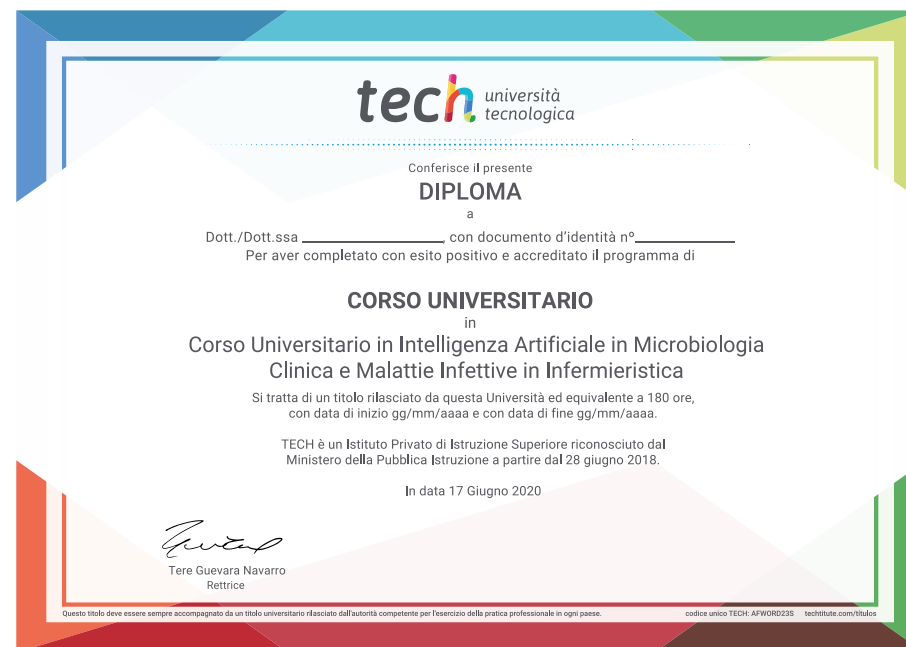 tech università
tecnologica
Conferisce il presente
DIPLOMA
a
Dott./Dott.ssa ____________________, con documento d'identità nº______________
Per aver completato con esito positivo e accreditato il programma di
CORSO UNIVERSITARIO
in
Corso Universitario in Intelligenza Artificiale in Microbiologia
Clinica e Malattie Infettive in Infermieristica
Si tratta di un titolo rilasciato da questa Università ed equivalente a 180 ore,
con data di inizio gg/mm/aaaa e con data di fine gg/mm/aaaa.
TECH è un Istituto Privato di Istruzione Superiore riconosciuto dal
Ministero della Pubblica Istruzione a partire dal 28 giugno 2018.
In data 17 Giugno 2020
Tere Guevara Navarro
Rettrice
Questo titolo deve essere sempre accompagnato da un titolo universitario rilasciato dall'autorità competente per l'esercizio della pratica professionale in ogni paese. codice unico TECH: AFWORD23S techtitute.com/titulos